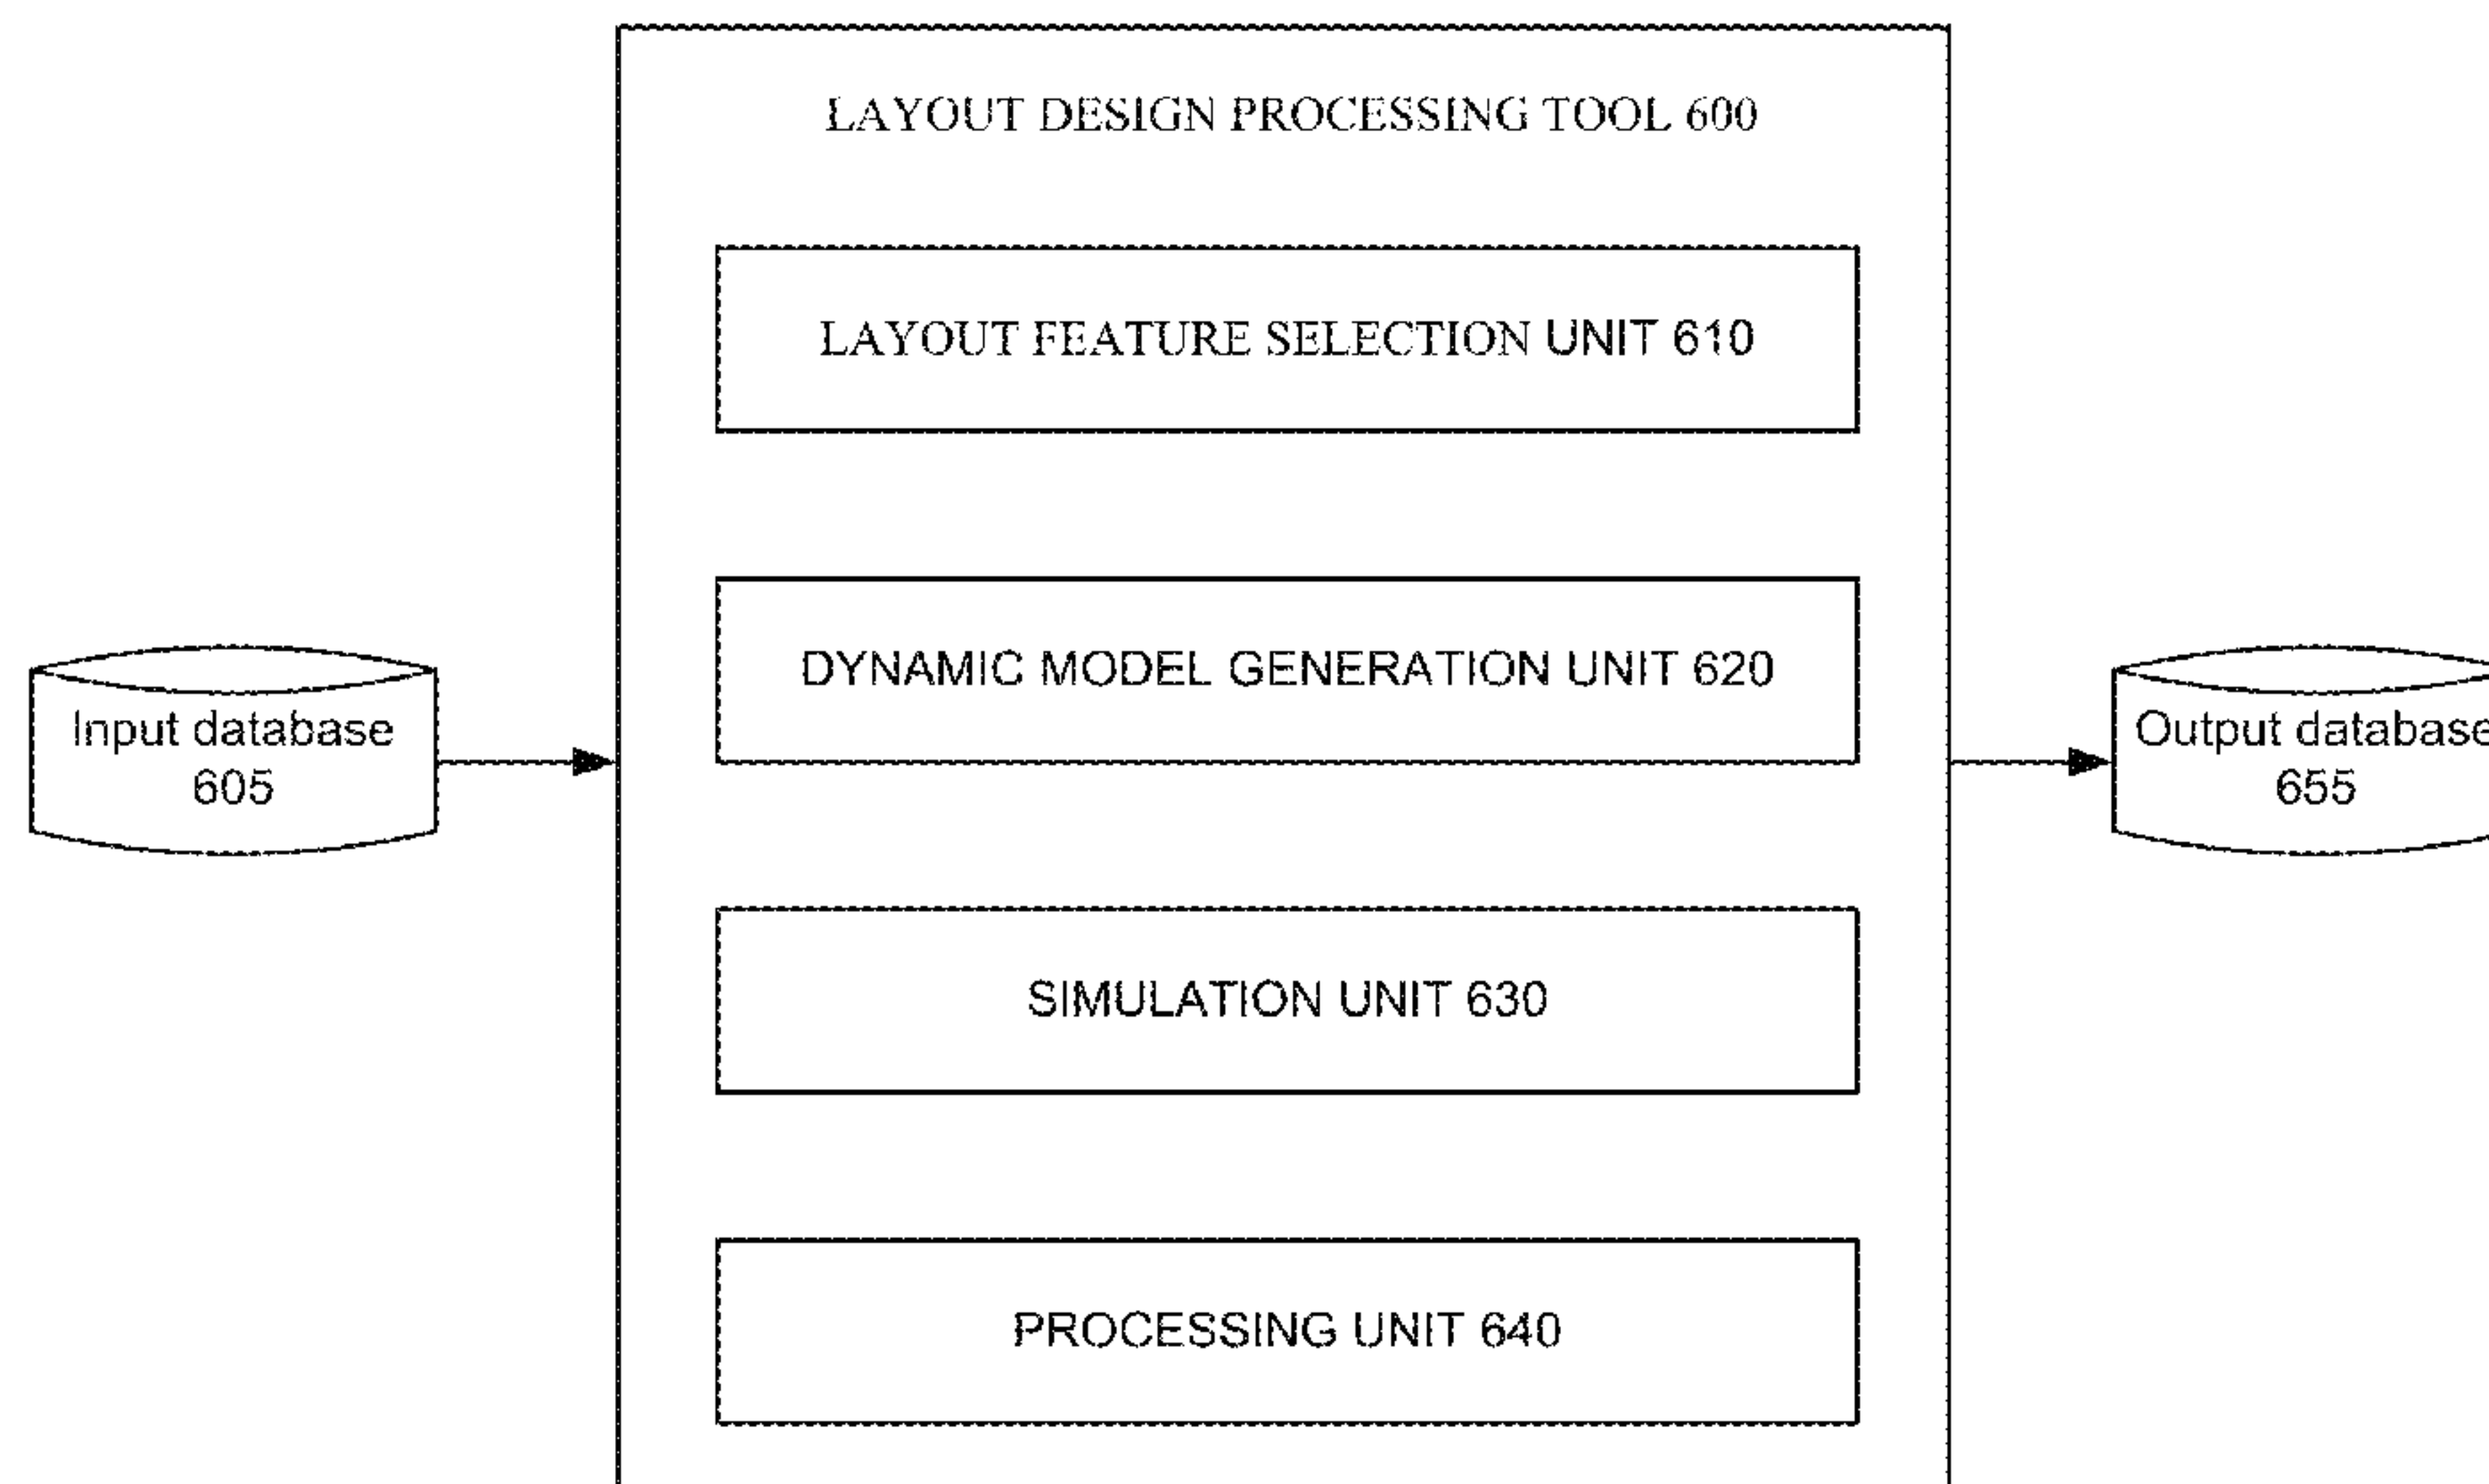 LAYOUT DESIGN PROCESSING TOOL 600
LAYOUT FEATURE SELECTION UNIT 610
DYNAMIC MODEL GENERATION UNIT 620
Input database
605
Output database
655
SIMULATION UNIT 630
PROCESSING UNIT 640